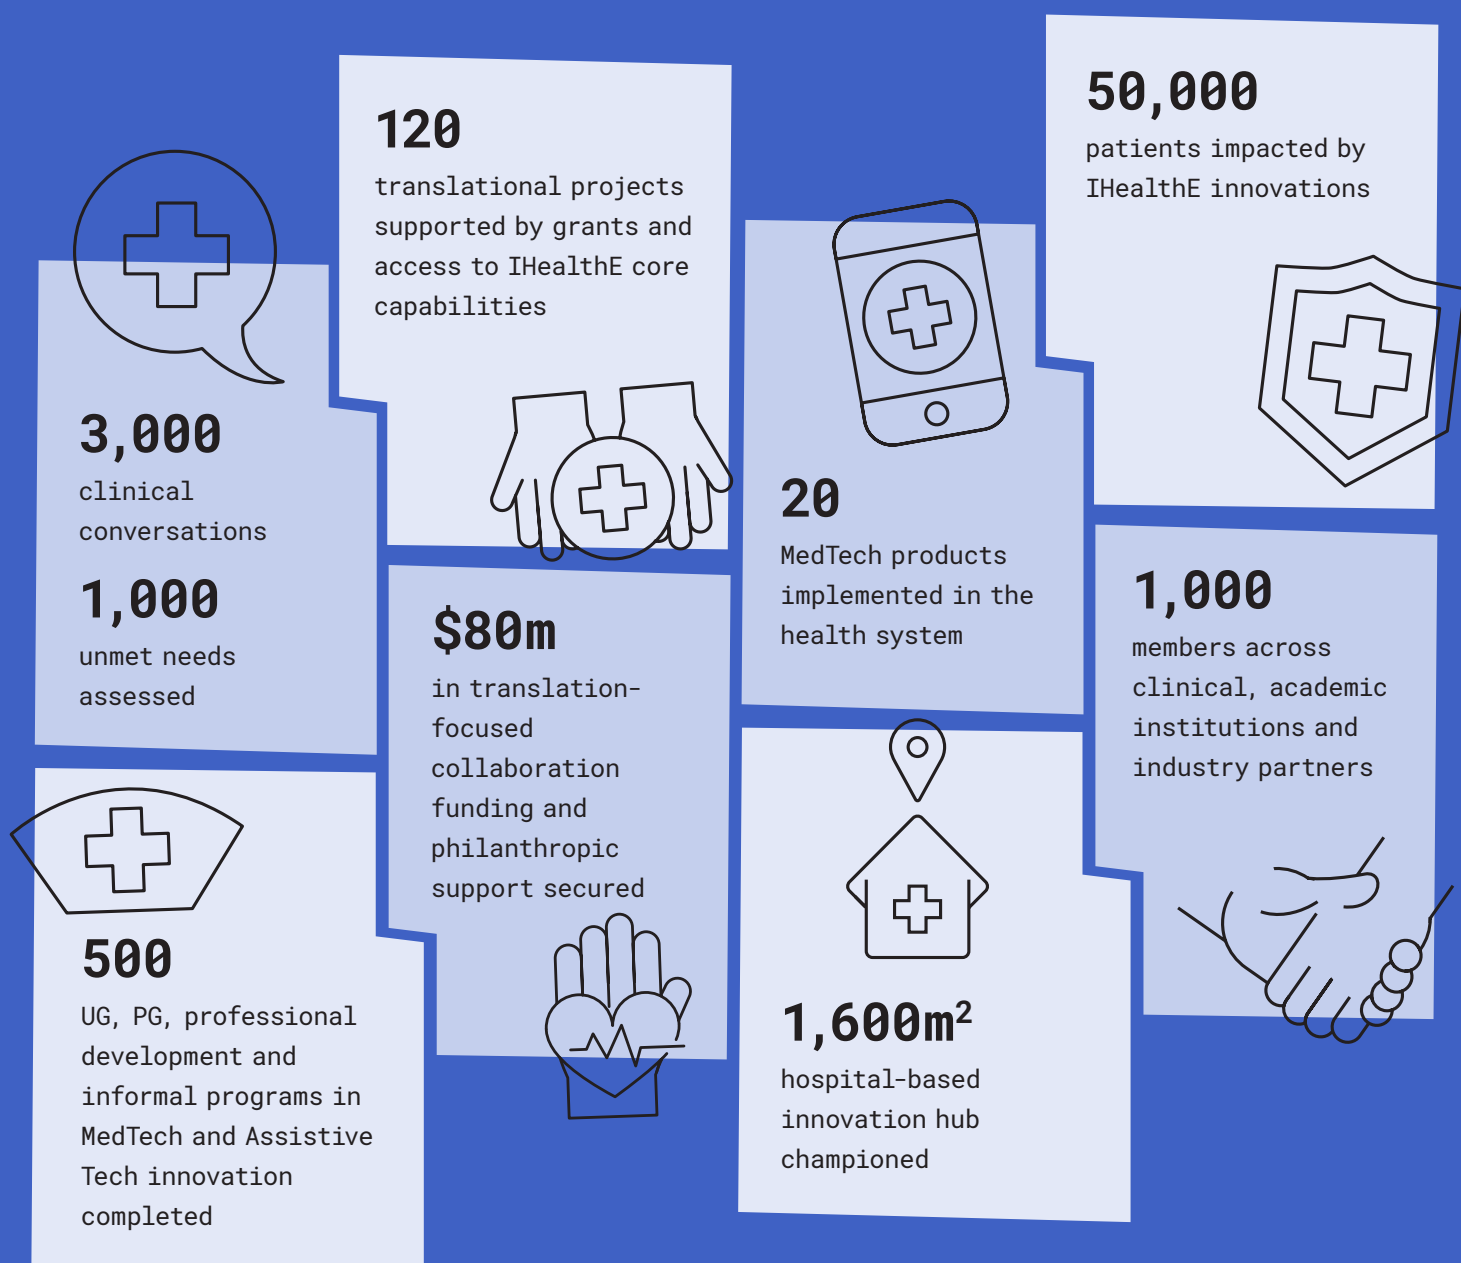 3,000
clinical
conversations
1,000
unmet needs
assessed
500
UG, PG, professional
development and
informal programs in
MedTech and Assistive
Tech innovation
completed
120
translational projects
supported by grants and
access to IHealthE core
capabilities
$80m
in translation-
focused
collaboration
funding and
philanthropic
support secured
20
MedTech products
implemented in the
health system
1,600m²
hospital-based
innovation hub
championed
50,000
patients impacted by
IHealthE innovations
1,000
members across
clinical, academic
institutions and
industry partners